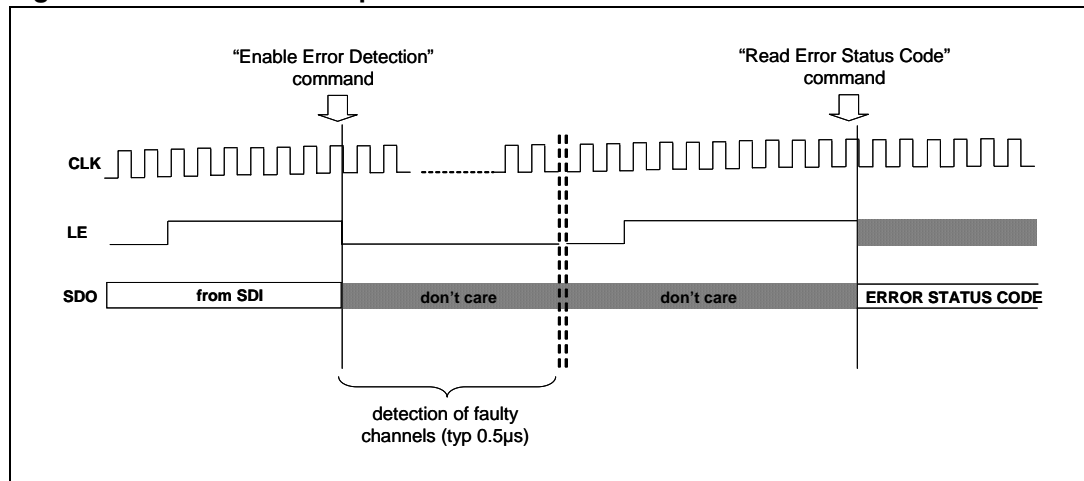 “Enable Error Detection”
command
“Read Error Status Code”
command
CLK
LE
SDO
from SDI
don’t care
don’t care
ERROR STATUS CODE
detection of faulty
channels (typ 0.5µs)